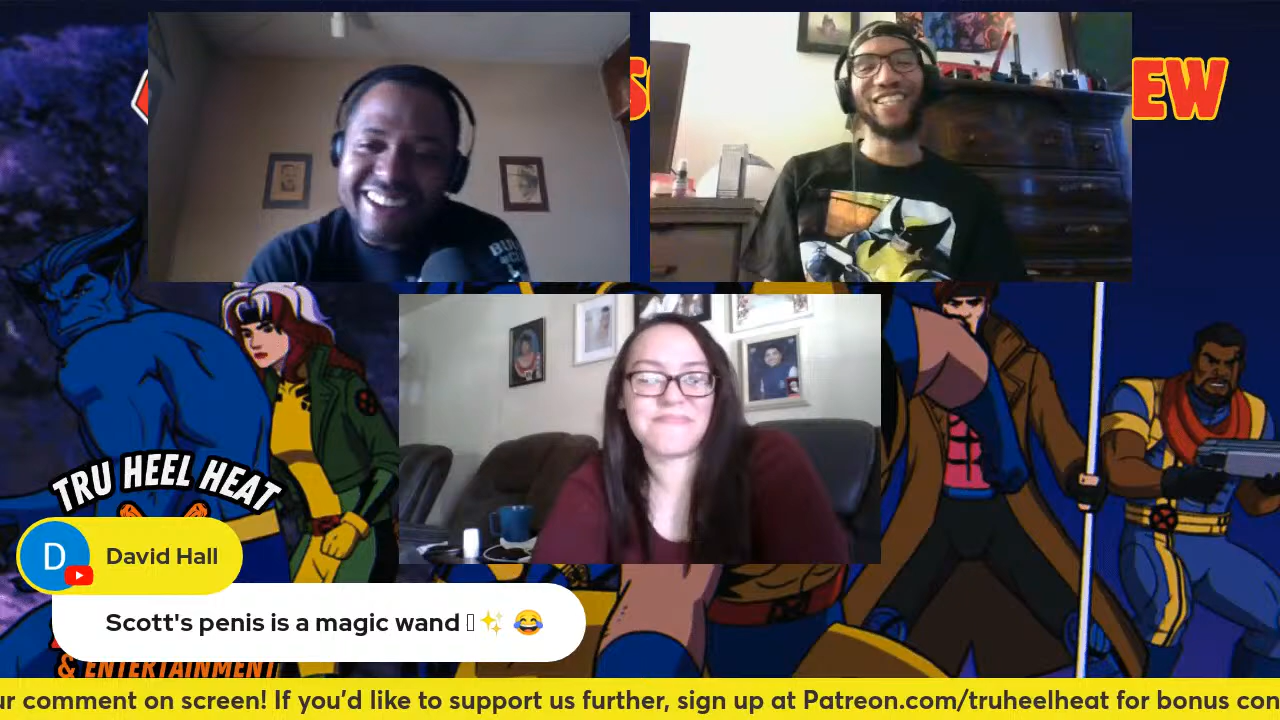 EW
BU
TRU HEEL HEAT
D
David Hall
Scott's penis is a magic wand ▯✨ 😂
& ENTERTAINMENT
ur comment on screen! If you'd like to support us further, sign up at Patreon.com/truheelheat for bonus con